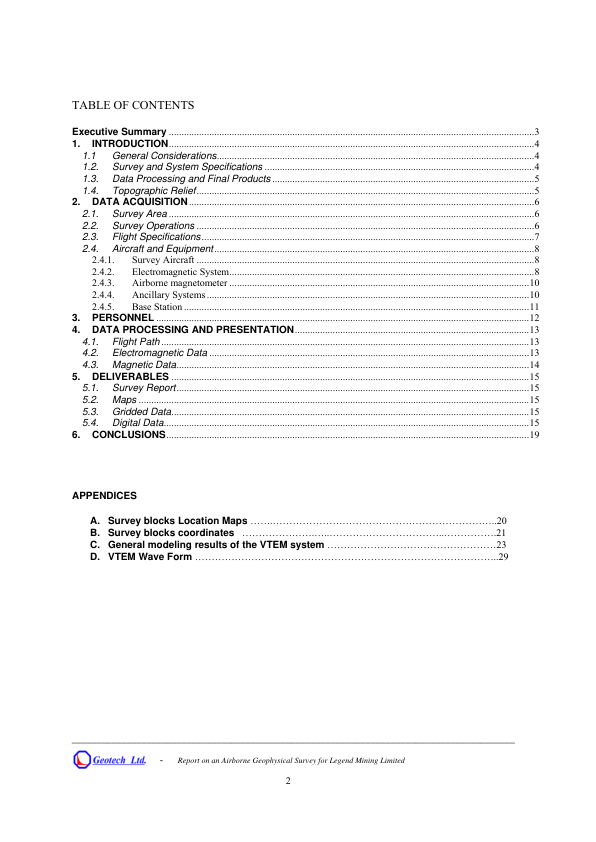 TABLE OF CONTENTS
Executive Summary ........................................................................................................................3
1. INTRODUCTION........................................................................................................................4
1.1 General Considerations........................................................................................................4
1.2. Survey and System Specifications ........................................................................................4
1.3. Data Processing and Final Products ........................................................................................5
1.4. Topographic Relief........................................................................................................5
2. DATA ACQUISITION........................................................................................................6
2.1. Survey Area ........................................................................................................6
2.2. Survey Operations ........................................................................................................6
2.3. Flight Specifications........................................................................................................7
2.4. Aircraft and Equipment........................................................................................................8
2.4.1. Survey Aircraft ........................................................................................................8
2.4.2. Electromagnetic System........................................................................................................8
2.4.3. Airborne magnetometer ........................................................................................................10
2.4.4. Ancillary Systems ........................................................................................................10
2.4.5. Base Station ........................................................................................................11
3. PERSONNEL ........................................................................................................12
4. DATA PROCESSING AND PRESENTATION........................................................................................13
4.1. Flight Path........................................................................................................13
4.2. Electromagnetic Data ........................................................................................................13
4.3. Magnetic Data........................................................................................................14
5. DELIVERABLES ........................................................................................................15
5.1. Survey Report........................................................................................................15
5.2. Maps ........................................................................................................15
5.3. Gridded Data........................................................................................................15
5.4. Digital Data........................................................................................................15
6. CONCLUSIONS........................................................................................................19
APPENDICES
A. Survey blocks Location Maps …….…………………………………………………..20
B. Survey blocks coordinates ……………………...……………………………..…………….21
C. General modeling results of the VTEM system ……………………………………………23
D. VTEM Wave Form ………………………………………………………………………..29
Geotech Ltd. - Report on an Airborne Geophysical Survey for Legend Mining Limited
2